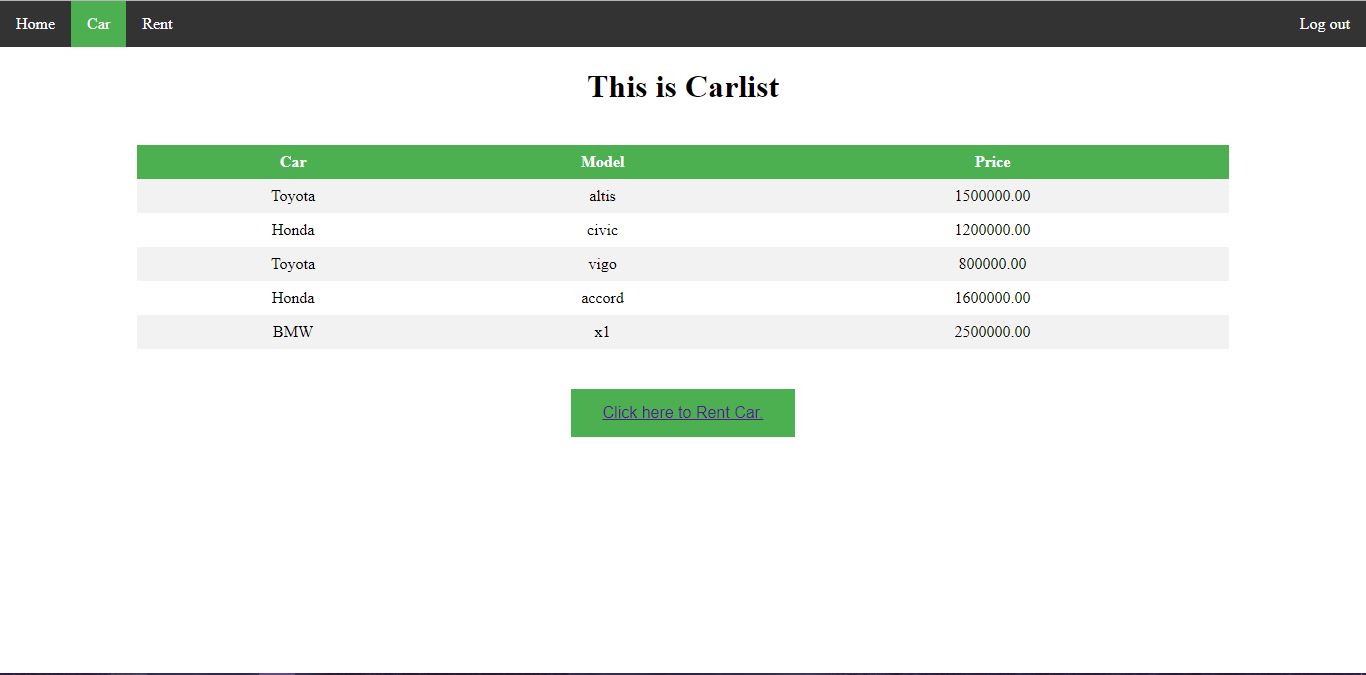 Home Car Rent Log out
This is Carlist
Car Model Price
Toyota altis 1500000.00
Honda civic 1200000.00
Toyota vigo 800000.00
Honda accord 1600000.00
BMW x1 2500000.00
Click here to Rent Car.